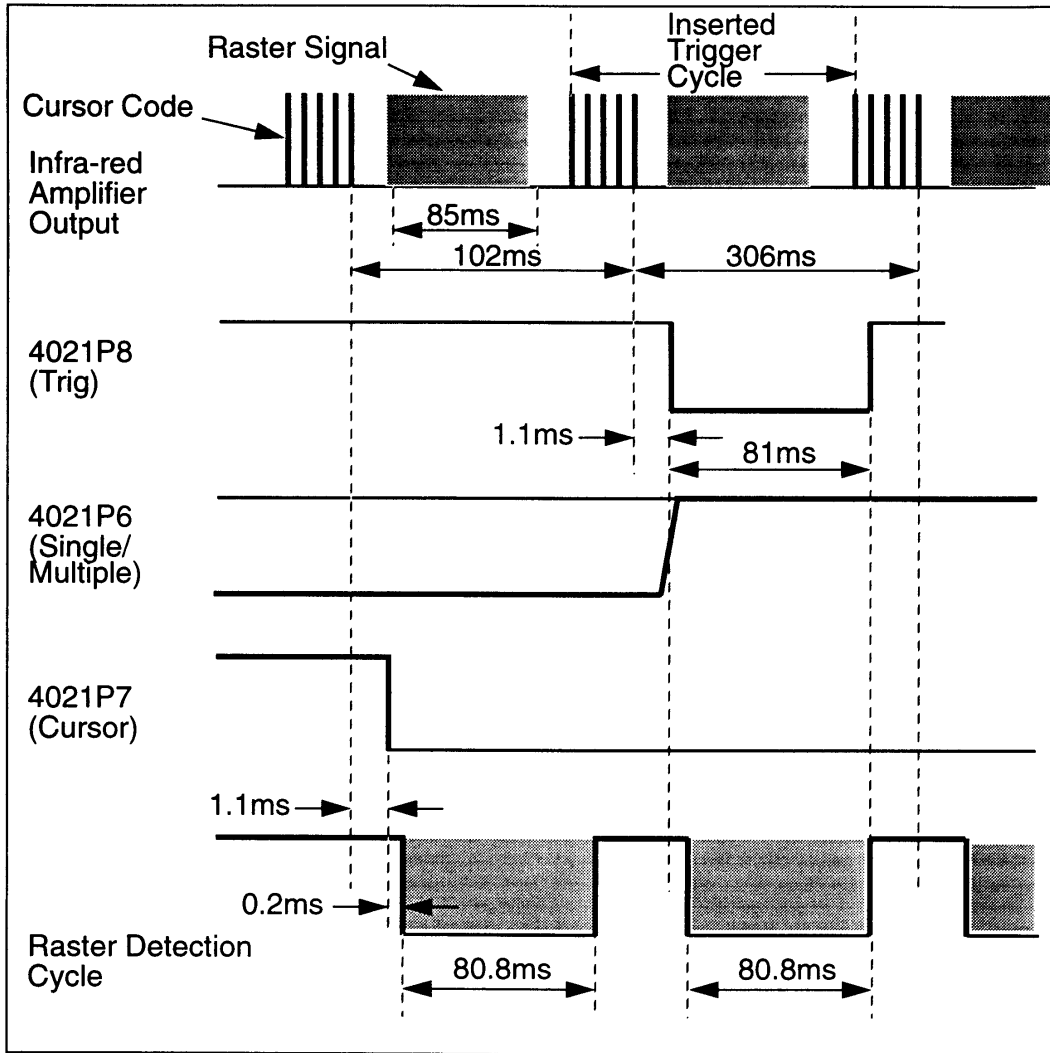 Raster Signal
Inserted
Trigger
Cycle
Cursor Code
Infra-red
Amplifier
Output
85ms
102ms
306ms
4021P8
(Trig)
1.1ms
81ms
4021P6
(Single/
Multiple)
4021P7
(Cursor)
1.1ms
0.2ms
Raster Detection
Cycle
80.8ms
80.8ms